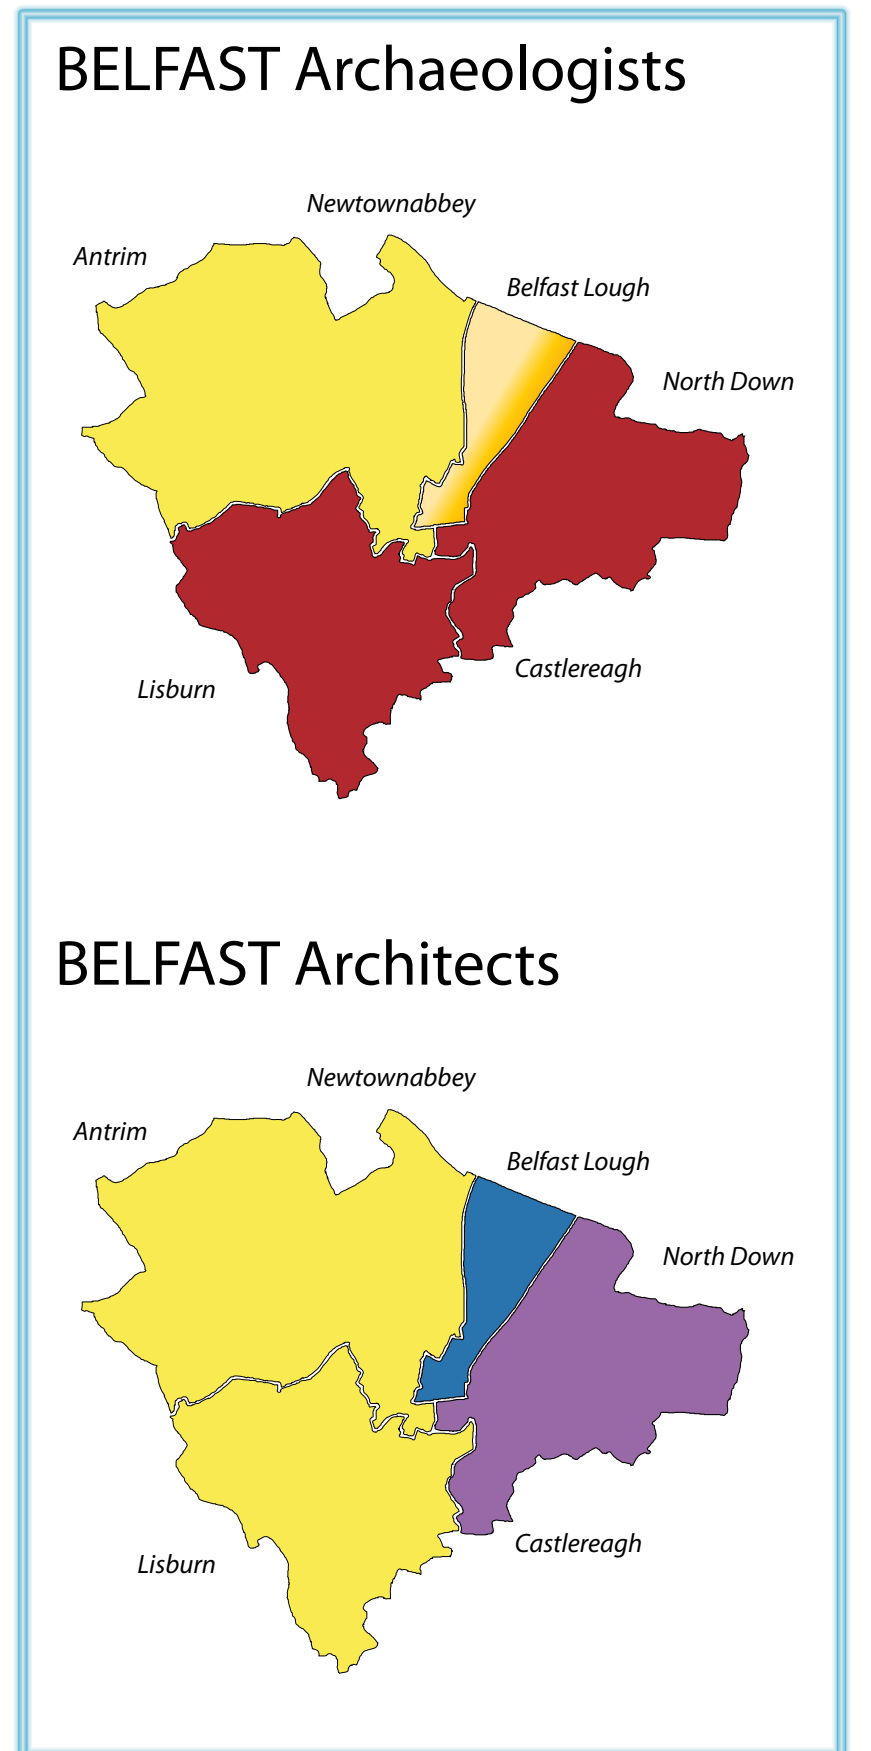 BELFAST Archaeologists
Newtownabbey
Antrim
Belfast Lough
North Down
Castlereagh
Lisburn
BELFAST Architects
Newtownabbey
Antrim
Belfast Lough
North Down
Castlereagh
Lisburn